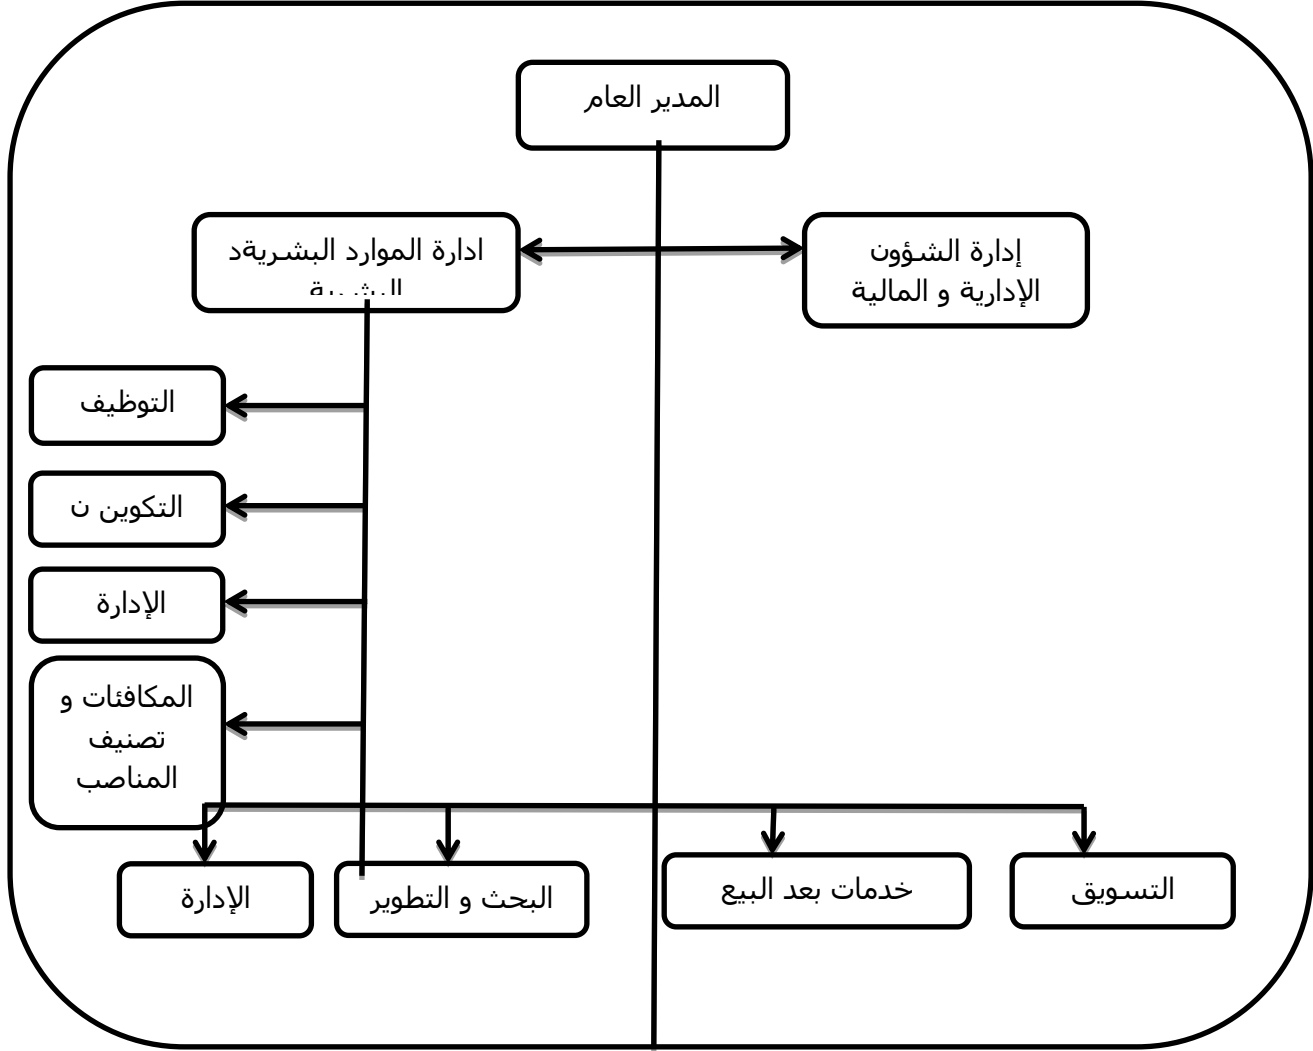 المدير العام
إدارة الشؤون
الإدارية و المالية
ادارة الموارد البشريةد
البشرية
التوظيف
التكوين ن
الإدارة
المكافئات و
تصنيف
المناصب
التسويق
خدمات بعد البيع
البحث و التطوير
الإدارة